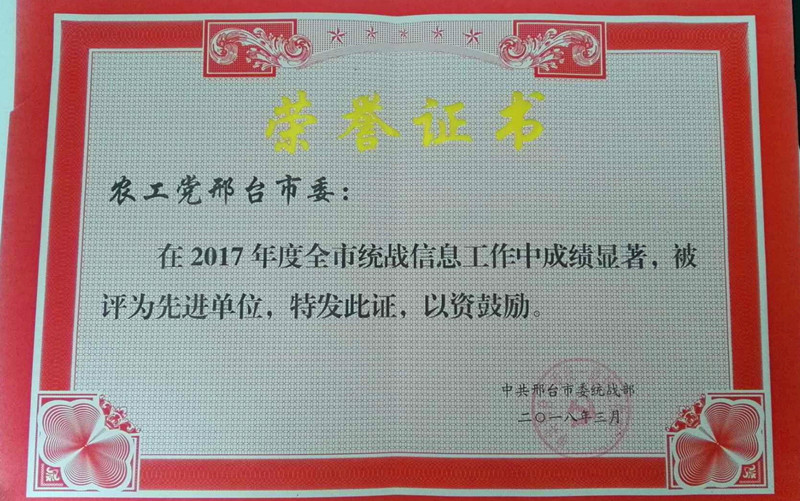 荣誉证书
农工党邢台市委：
在2017年度全市统战信息工作中成绩显著，被
评为先进单位，特发此证，以资鼓励。
中共邢台市委统战部
二〇一八年三月